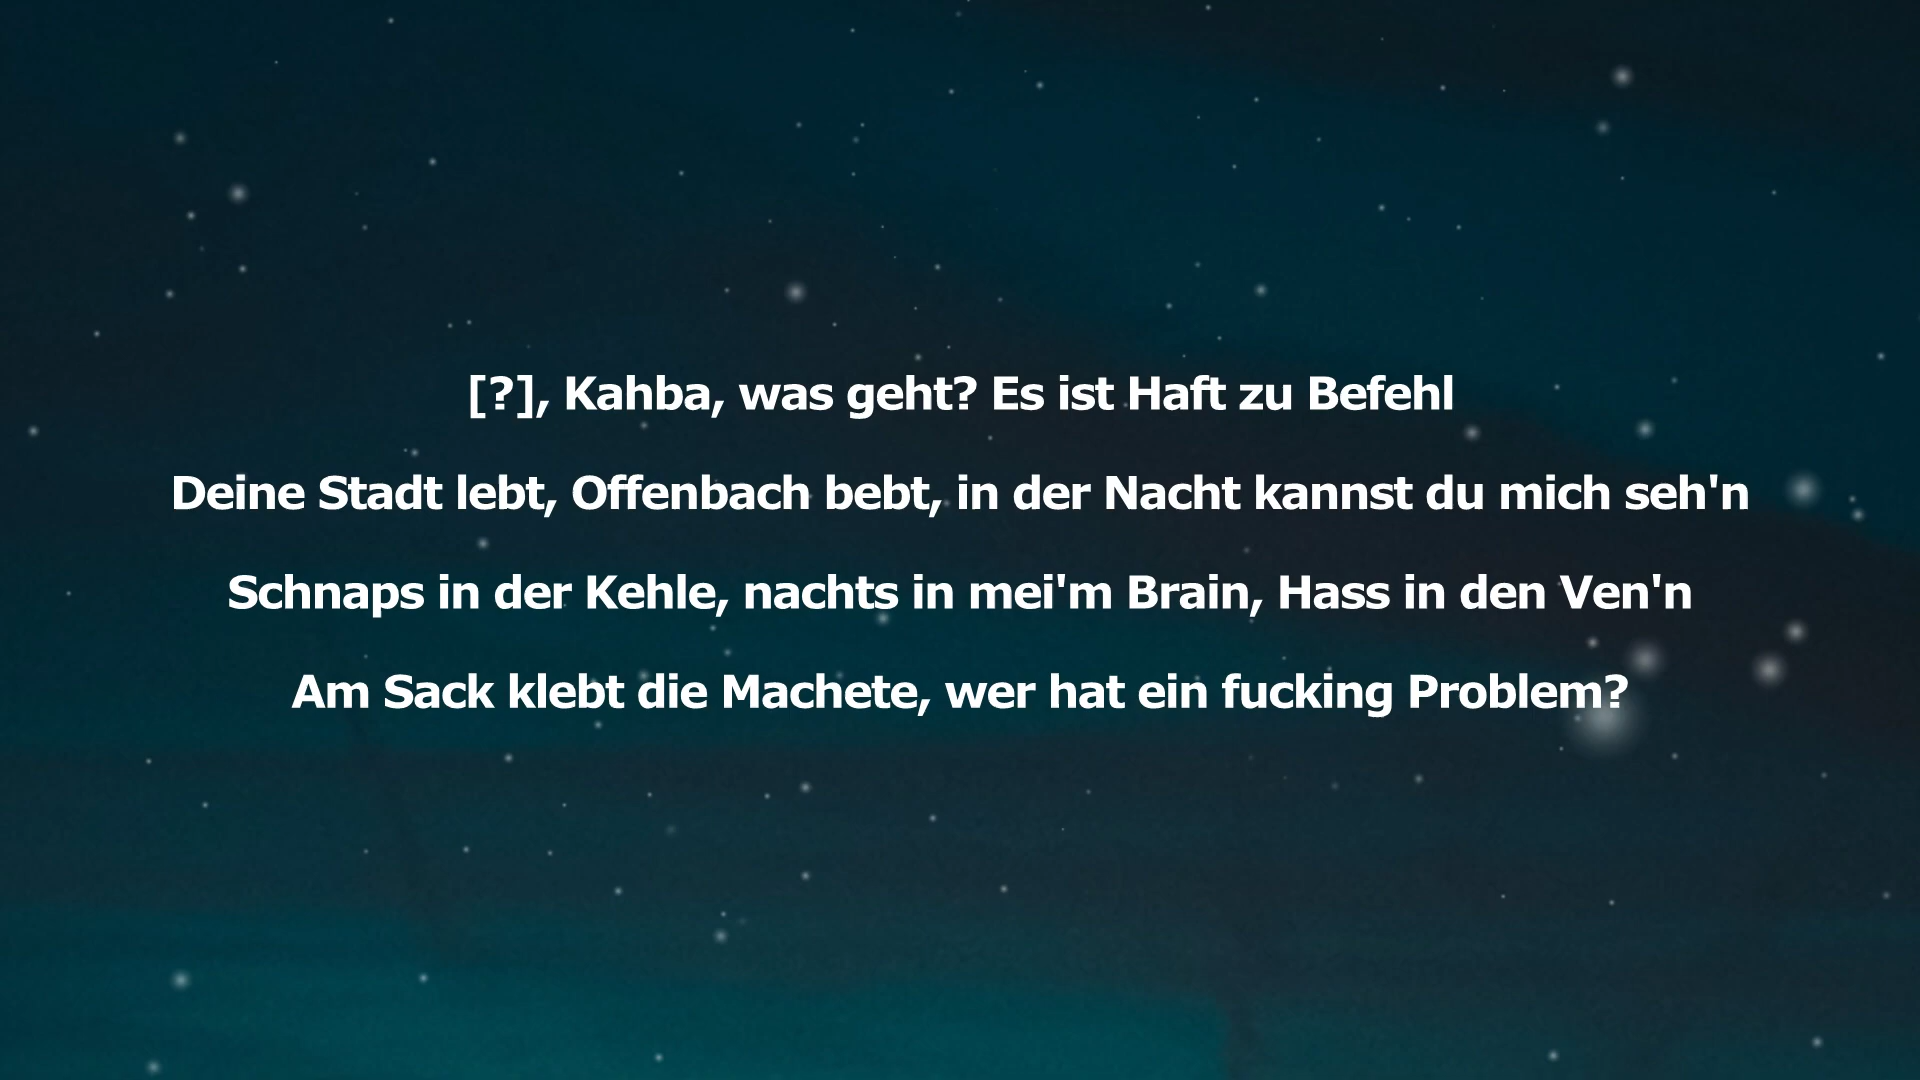 [?], Kahba, was geht? Es ist Haft zu Befehl
Deine Stadt lebt, Offenbach bebt, in der Nacht kannst du mich seh'n
Schnaps in der Kehle, nachts in mei'm Brain, Hass in den Ven'n
Am Sack klebt die Machete, wer hat ein fucking Problem?